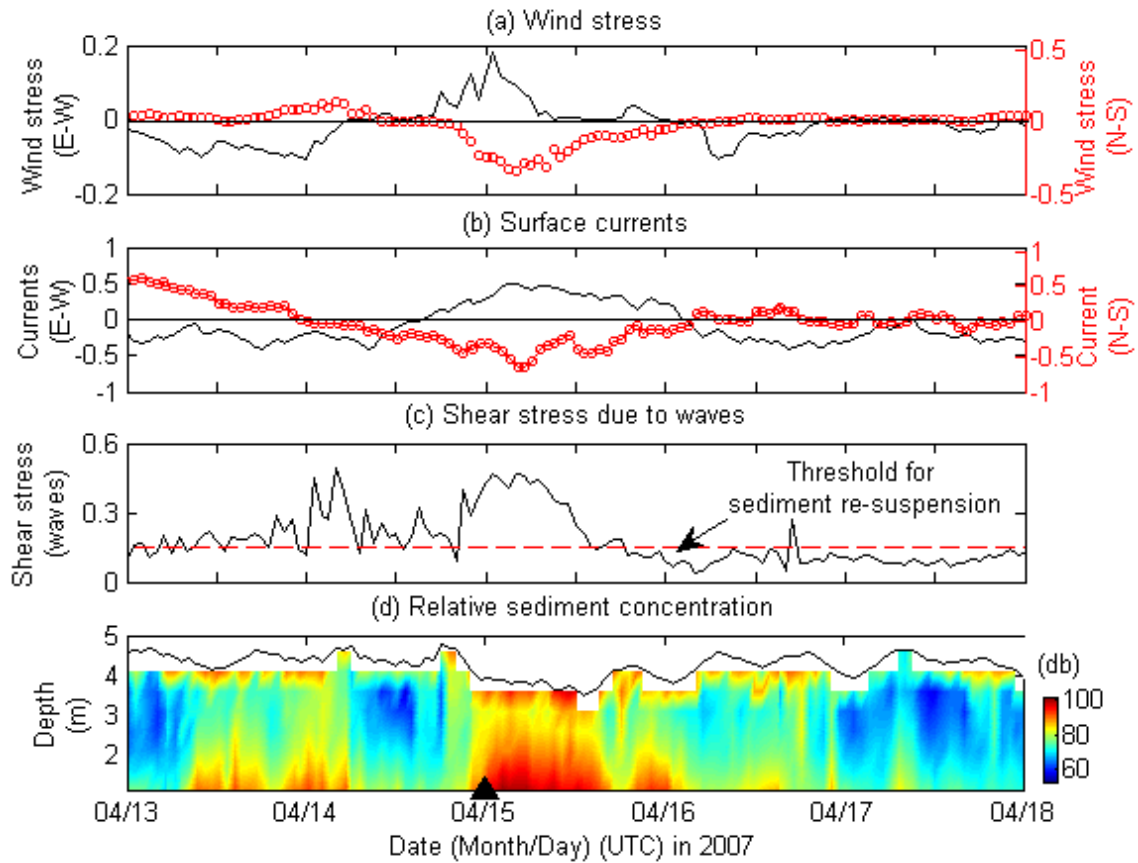 (a) Wind stress
0.2
0
-0.2
Wind stress
(E-W)
0.5
0
-0.5
Wind stress
(N-S)
(b) Surface currents
1
0.5
0
-0.5
-1
Currents
(E-W)
1
0.5
0
-0.5
-1
Current
(N-S)
(c) Shear stress due to waves
0.6
0.3
0
Shear stress
(waves)
Threshold for
sediment re-suspension
(d) Relative sediment concentration
5
4
3
2
Depth
(m)
(db)
100
80
60
04/13 04/14 04/15 04/16 04/17 04/18
Date (Month/Day) (UTC) in 2007